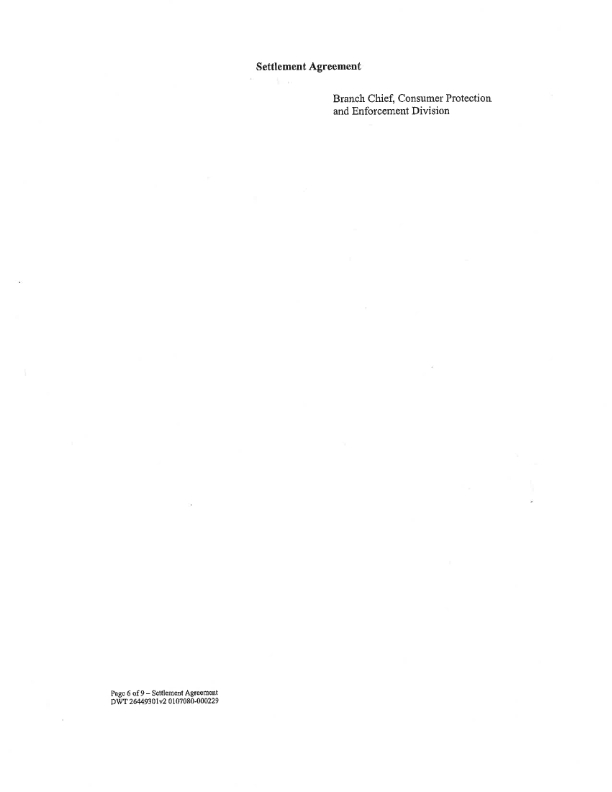 Settlement Agreement
Branch Chief, Consumer Protection
and Enforcement Division
Page 6 of 9 – Settlement Agreement
DWT 26449301v2 0107080-000229